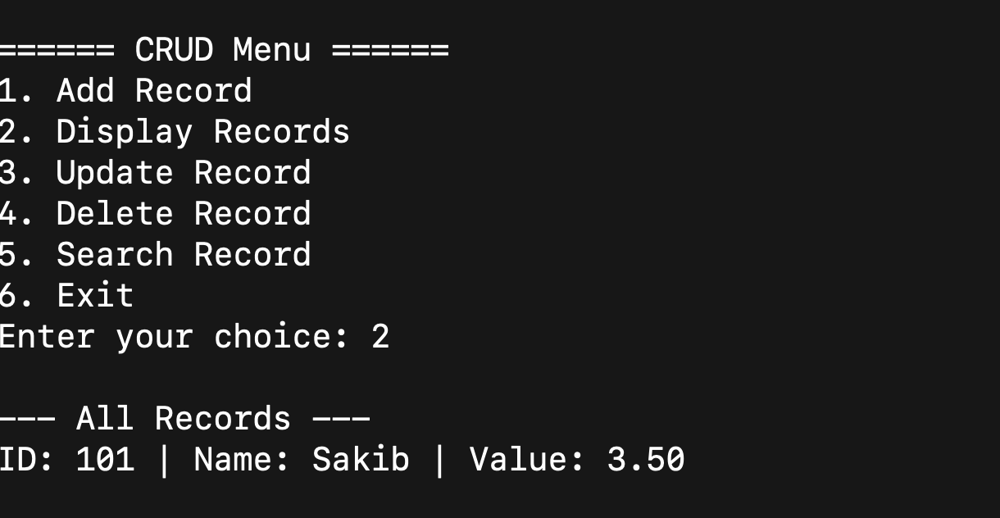 ====== CRUD Menu ======
1. Add Record
2. Display Records
3. Update Record
4. Delete Record
5. Search Record
6. Exit
Enter your choice: 2
--- All Records ---
ID: 101 | Name: Sakib | Value: 3.50